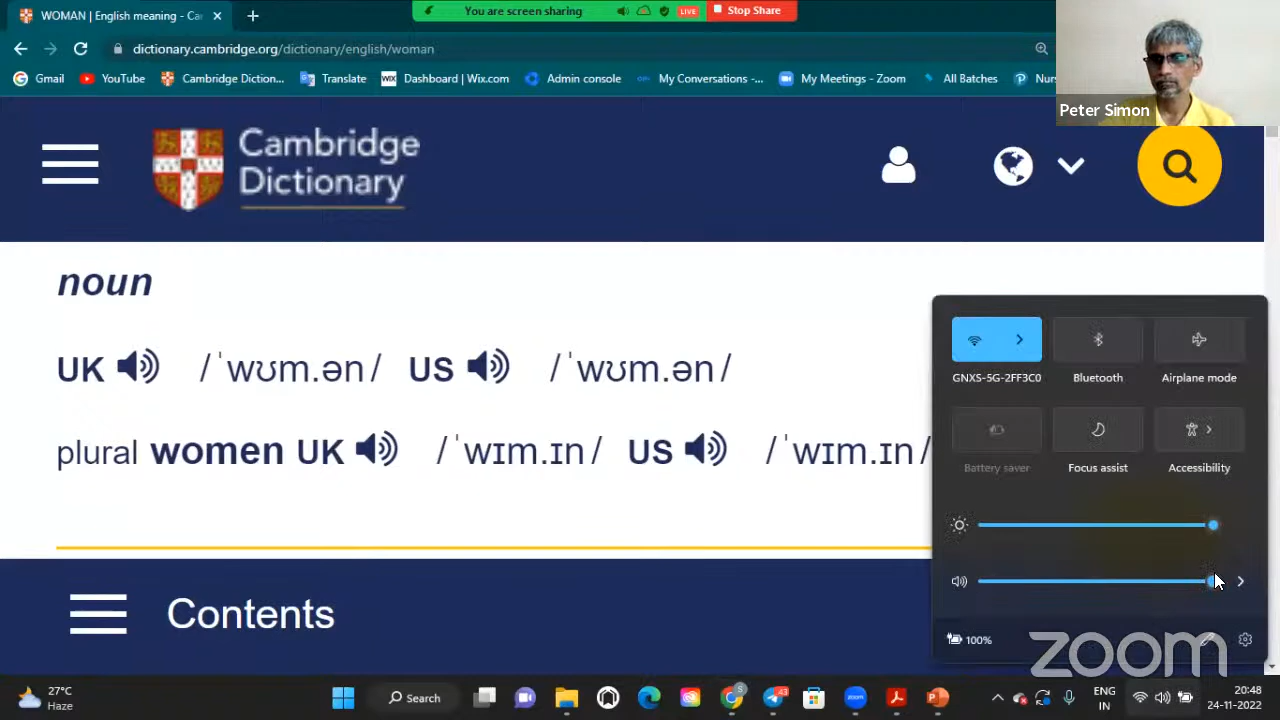 WOMAN | English meaning - Ca
You are screen sharing
LIVE
Stop Share
dictionary.cambridge.org/dictionary/english/woman
Gmail
YouTube
Cambridge Diction...
Translate
WIX Dashboard | Wix.com
Admin console
My Conversations -...
My Meetings - Zoom
All Batches
Nurs
Peter Simon
Cambridge
Dictionary
noun
UK /ˈwʊm.ən/ US /ˈwʊm.ən/
plural women UK /ˈwɪm.ɪn/ US /ˈwɪm.ɪn/
Contents
GNXS-5G-2FF3C0
Bluetooth
Airplane mode
Battery saver
Focus assist
Accessibility
100%
zoom
27°C
Haze
Search
S
43
zoom
ENG
IN
20:48
24-11-2022